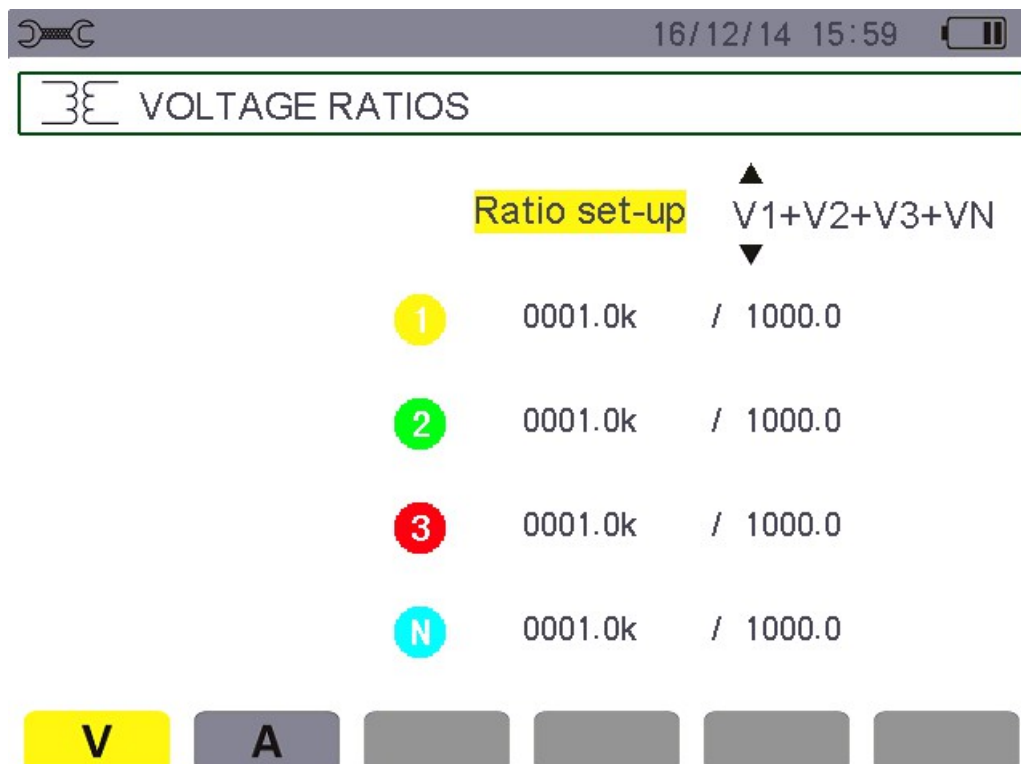 16/12/14 15:59
VOLTAGE RATIOS
Ratio set-up V1+V2+V3+VN
1 0001.0k / 1000.0
2 0001.0k / 1000.0
3 0001.0k / 1000.0
N 0001.0k / 1000.0
V A